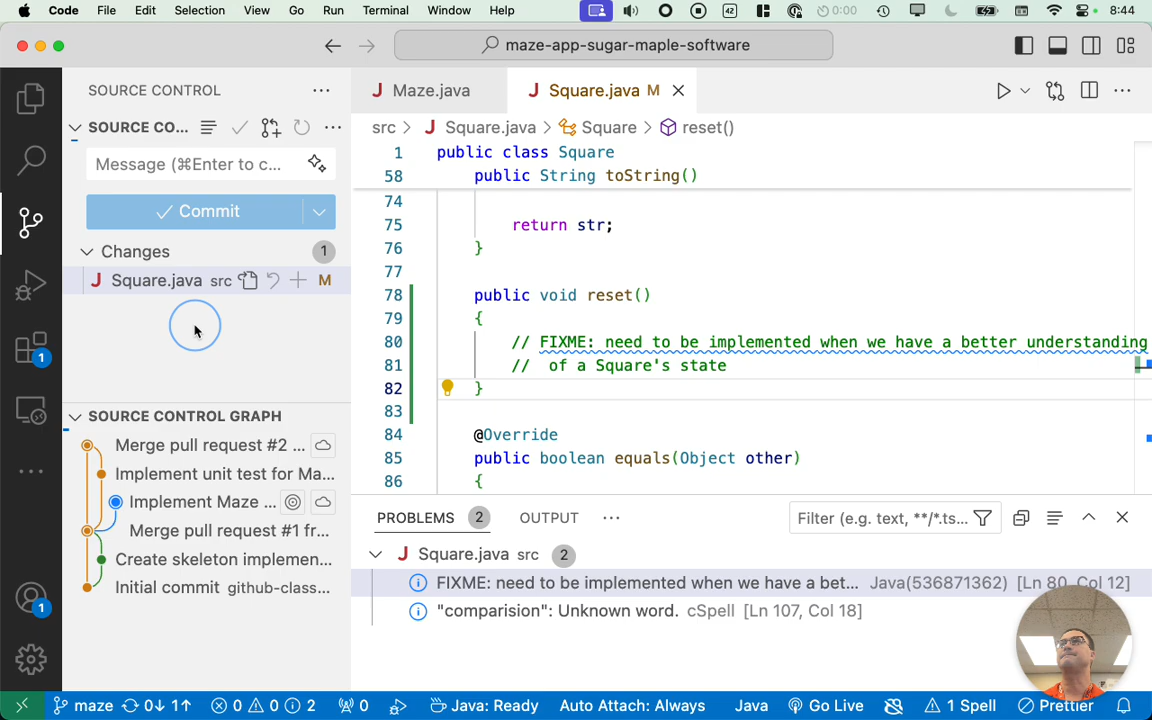 Code File Edit Selection View Go Run Terminal Window Help 42 0:00 8:44
maze-app-sugar-maple-software
SOURCE CONTROL
Maze.java
Square.java M
SOURCE CO...
src > Square.java > Square > reset()
Message (⌘Enter to c...
Commit
Changes 1
Square.java src M
1 public class Square
58 public String toString()
74
75 return str;
76 }
77
78 public void reset()
79 {
80 // FIXME: need to be implemented when we have a better understanding
81 // of a Square's state
82 }
83
84 @Override
85 public boolean equals(Object other)
86 {
1
1
SOURCE CONTROL GRAPH
Merge pull request #2 ...
Implement unit test for Ma...
Implement Maze ...
Merge pull request #1 fr...
Create skeleton implemen...
Initial commit github-class...
PROBLEMS 2 OUTPUT ... Filter (e.g. text, **/*.ts...
Square.java src 2
FIXME: need to be implemented when we have a bet... Java(536871362) [Ln 80, Col 12]
"comparision": Unknown word. cSpell [Ln 107, Col 18]
maze 0↓ 1↑ 0 0 2 0 Java: Ready Auto Attach: Always Java Go Live 1 Spell Prettier